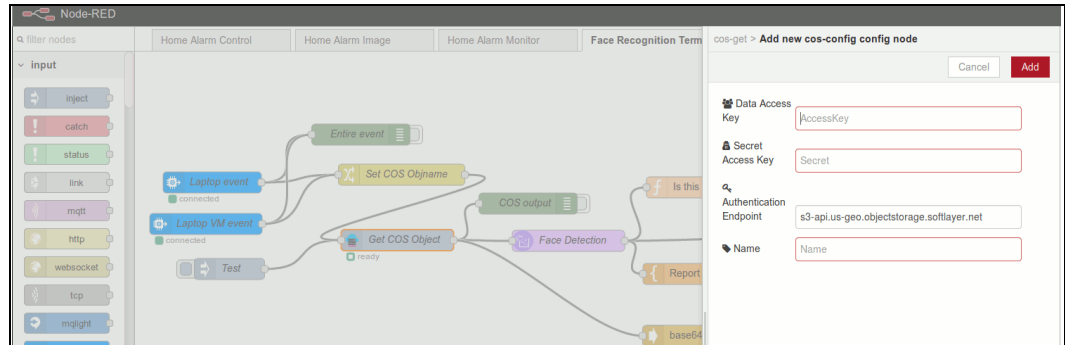 Node-RED
filter nodes
Home Alarm Control
Home Alarm Image
Home Alarm Monitor
Face Recognition Term
cos-get > Add new cos-config config node
Cancel
Add
input
inject
catch
status
link
mqtt
http
websocket
tcp
mqlight
Entire event
Laptop event
connected
Set COS Objname
Laptop VM event
connected
COS output
Get COS Object
ready
Test
Face Detection
Is this
Report
base64
Data Access
Key
AccessKey
Secret
Access Key
Secret
Authentication
Endpoint
s3-api.us-geo.objectstorage.softlayer.net
Name
Name